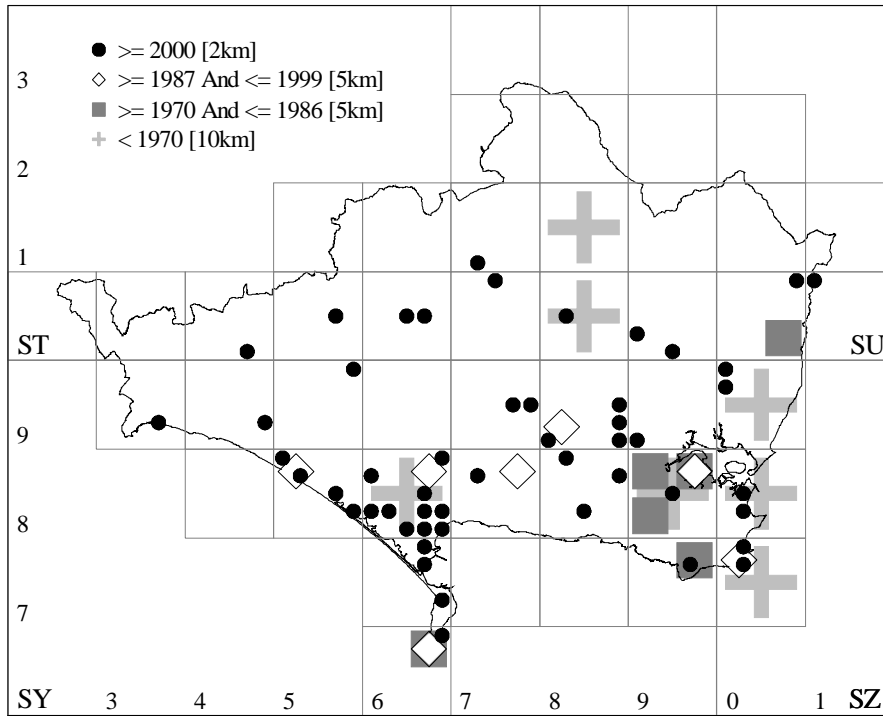 >= 2000 [2km]
>= 1987 And <= 1999 [5km]
>= 1970 And <= 1986 [5km]
< 1970 [10km]
3
2
1
ST SU
9
8
7
SY 3 4 5 6 7 8 9 0 1 SZ